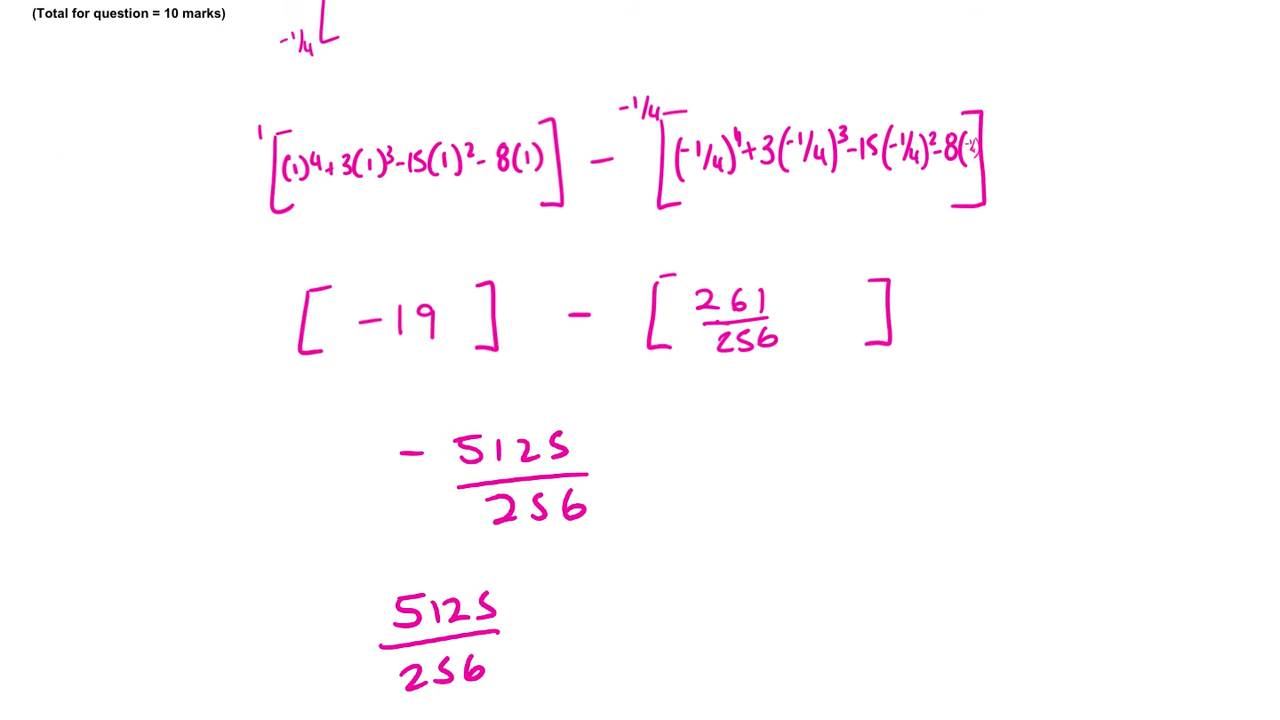 (Total for question = 10 marks)
-1/4[
1[(1)⁴+3(1)³-15(1)²-8(1)] - -1/4[(-1/4)⁴+3(-1/4)³-15(-1/4)²-8(-¼)]
[ -19 ] - [ 261/256 ]
- 5125/256
5125/256